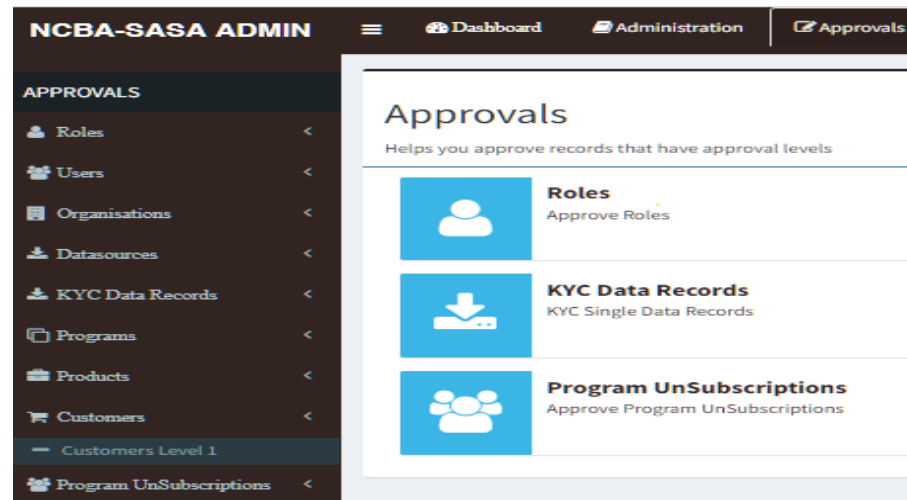 NCBA-SASA ADMIN
Dashboard
Administration
Approvals
APPROVALS
Roles
Users
Organisations
Datasources
KYC Data Records
Programs
Products
Customers
Customers Level 1
Program UnSubscriptions
Approvals
Helps you approve records that have approval levels
Roles
Approve Roles
KYC Data Records
KYC Single Data Records
Program UnSubscriptions
Approve Program UnSubscriptions